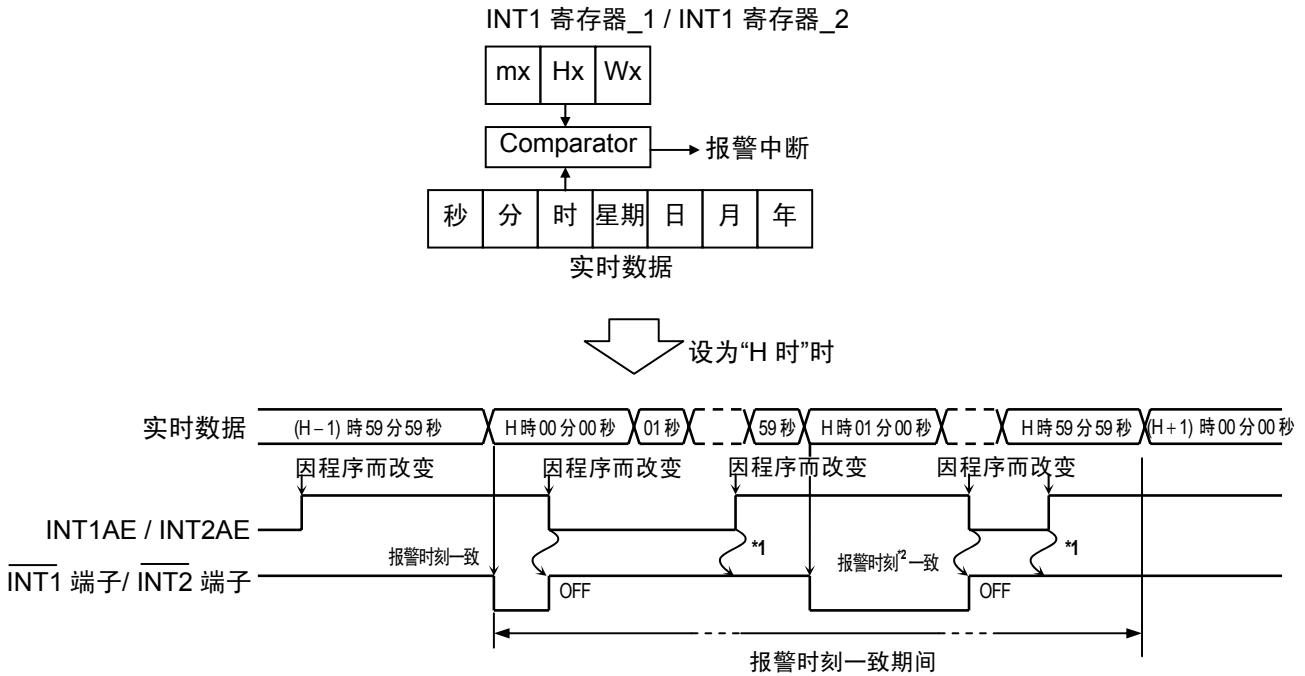 INT1 寄存器_1 / INT1 寄存器_2
mx Hx Wx
Comparator 报警中断
秒 分 时 星期 日 月 年
实时数据
设为“H 时”时
实时数据 (H − 1) 時 59 分 59 秒 H 時 00 分 00 秒 01 秒 59 秒 H 時 01 分 00 秒 H 時 59 分 59 秒 (H + 1) 時 00 分 00 秒
因程序而改变 因程序而改变 因程序而改变 因程序而改变
INT1AE / INT2AE
报警时刻一致 *1 报警时刻*2 一致 *1
INT1 端子/ INT2 端子
OFF OFF
报警时刻一致期间